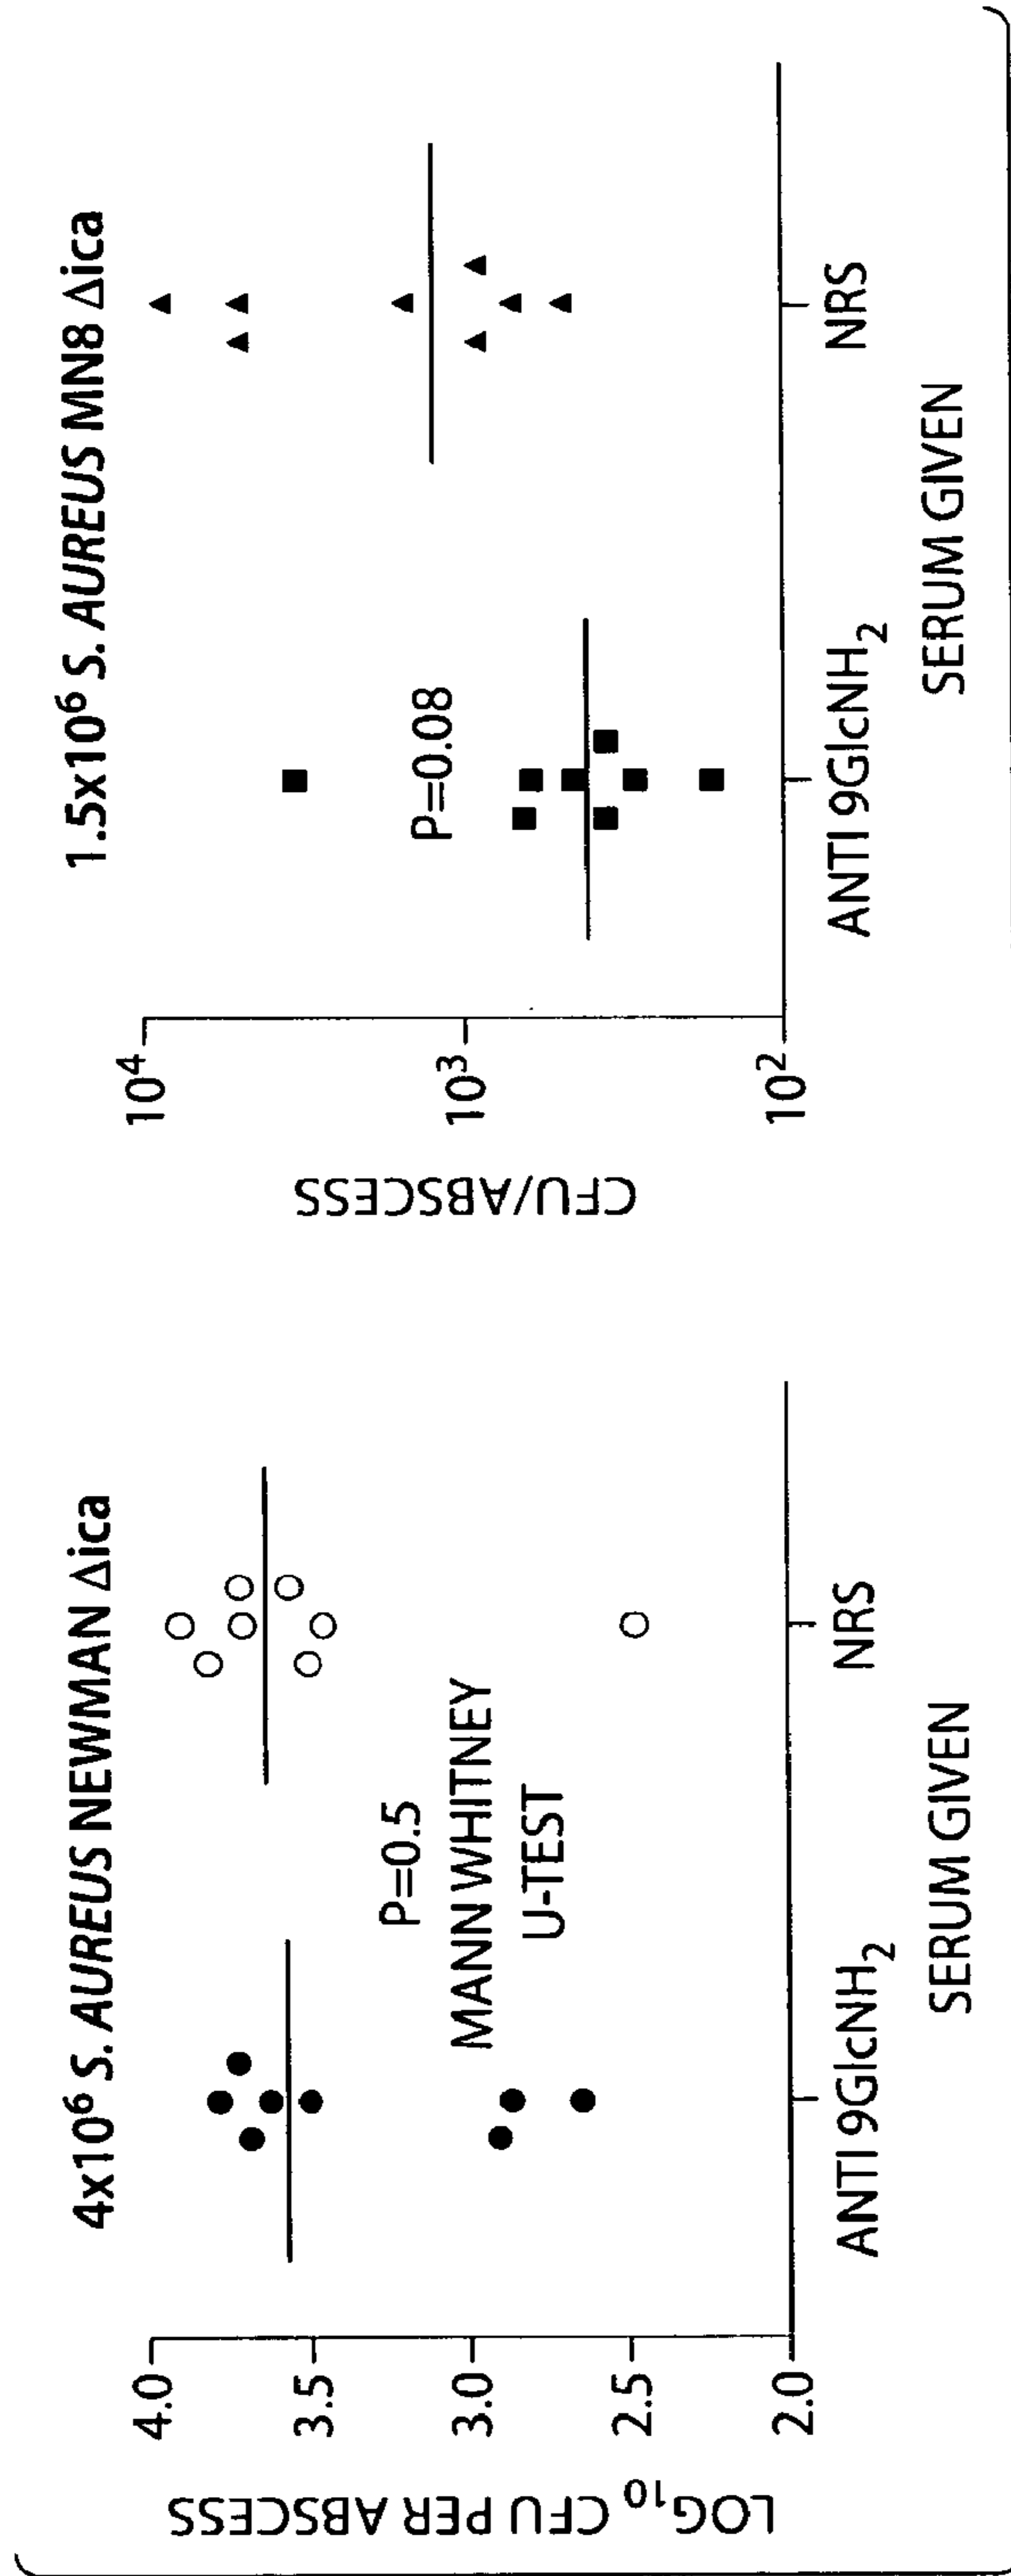 4x10⁶ S. AUREUS NEWMAN Δica
LOG₁₀ CFU PER ABSCESS
4.0
3.5
3.0
2.5
2.0
P=0.5
MANN WHITNEY
U-TEST
ANTI 9GlcNH₂
NRS
SERUM GIVEN
1.5x10⁶ S. AUREUS MN8 Δica
CFU/ABSCESS
10⁴
10³
10²
P=0.08
ANTI 9GlcNH₂
NRS
SERUM GIVEN